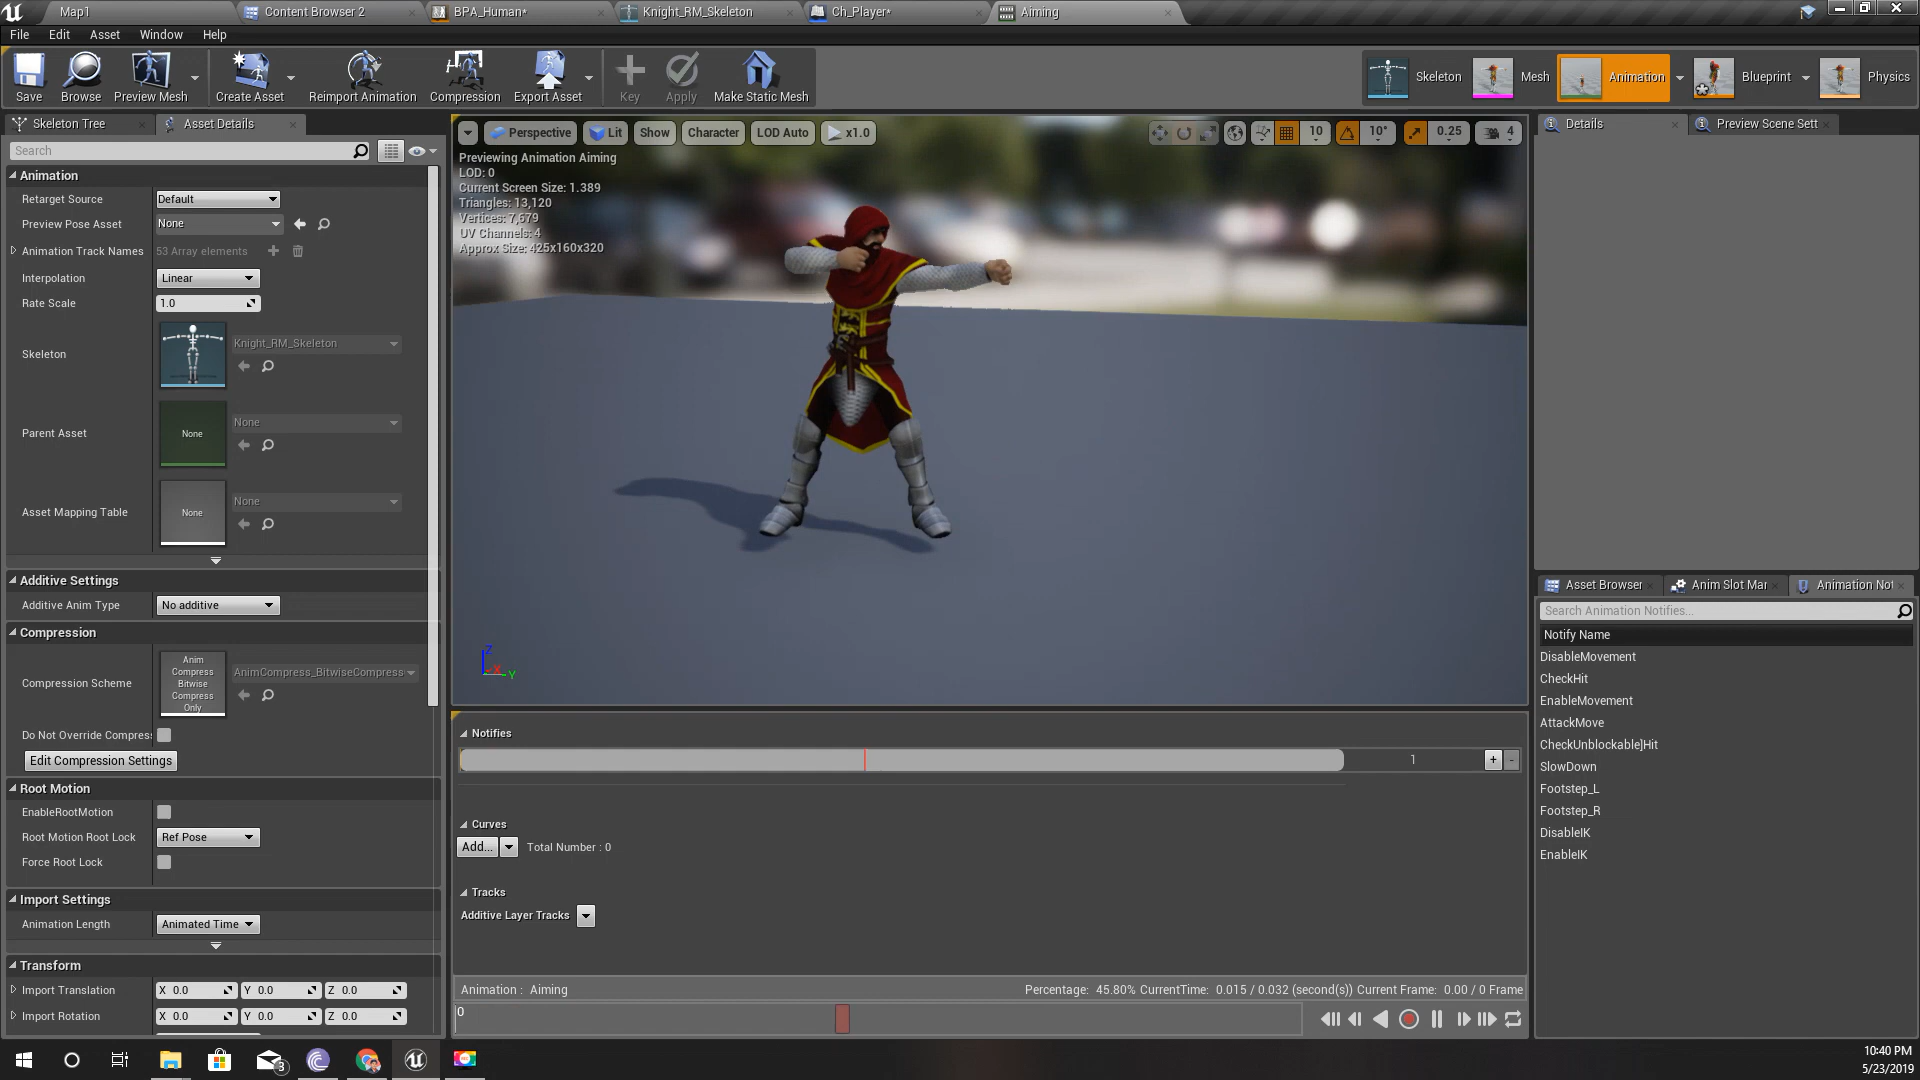 Map1
Content Browser 2
BPA_Human*
Knight_RM_Skeleton
Ch_Player*
Aiming
File
Edit
Asset
Window
Help
Save
Browse
Preview Mesh
Create Asset
Reimport Animation
Compression
Export Asset
Key
Apply
Make Static Mesh
Skeleton
Mesh
Animation
Blueprint
Physics
Skeleton Tree
Asset Details
Search
Animation
Retarget Source
Default
Preview Pose Asset
None
Animation Track Names
53 Array elements
Interpolation
Linear
Rate Scale
1.0
Skeleton
Knight_RM_Skeleton
Parent Asset
None
None
Asset Mapping Table
None
None
Additive Settings
Additive Anim Type
No additive
Compression
Compression Scheme
Anim
Compress
Bitwise
Compress
Only
AnimCompress_BitwiseCompress
Do Not Override Compress
Edit Compression Settings
Root Motion
EnableRootMotion
Root Motion Root Lock
Ref Pose
Force Root Lock
Import Settings
Animation Length
Animated Time
Transform
Import Translation
X 0.0
Y 0.0
Z 0.0
Import Rotation
X 0.0
Y 0.0
Z 0.0
Perspective
Lit
Show
Character
LOD Auto
x1.0
10
10°
0.25
4
Previewing Animation Aiming
LOD: 0
Current Screen Size: 1.389
Triangles: 13,120
Vertices: 7,679
UV Channels: 4
Approx Size: 425x160x320
Z
X
Y
Notifies
1
+
-
Curves
Add...
Total Number : 0
Tracks
Additive Layer Tracks
Animation : Aiming
Percentage: 45.80% CurrentTime: 0.015 / 0.032 (second(s)) Current Frame: 0.00 / 0 Frame
0
Details
Preview Scene Sett
Asset Browser
Anim Slot Mar
Animation Not
Search Animation Notifies...
Notify Name
DisableMovement
CheckHit
EnableMovement
AttackMove
CheckUnblockable]Hit
SlowDown
Footstep_L
Footstep_R
DisableIK
EnableIK
3
10:40 PM
5/23/2019